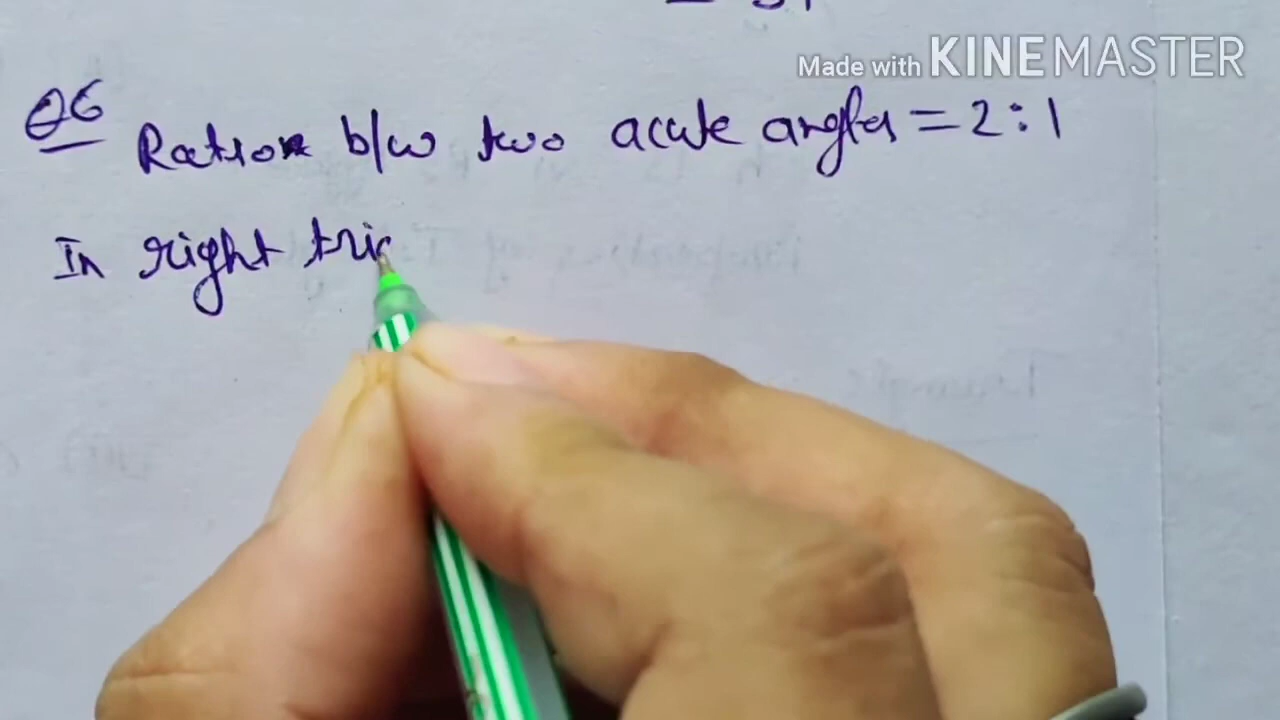 Made with KINEMASTER
Q6 Ratio b/w two acute angles = 2:1
In right tri